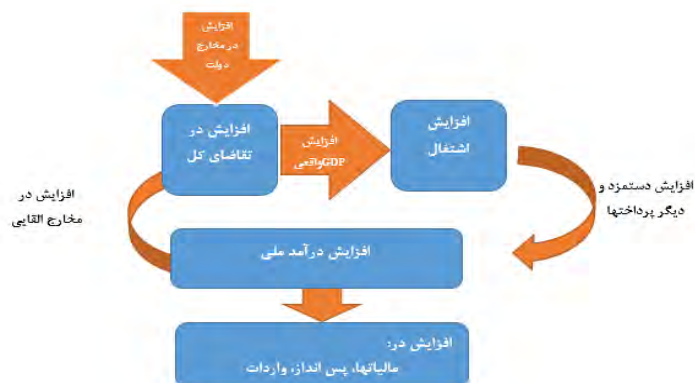 افزایش
در مخارج
دولت
افزایش در
تقاضای کل
افزایش
GDPواقعی
افزایش
اشتغال
افزایش دستمزد و
دیگر پرداختها
افزایش در
مخارج القایی
افزایش درآمد ملی
افزایش در:
مالیاتها، پس انداز، واردات